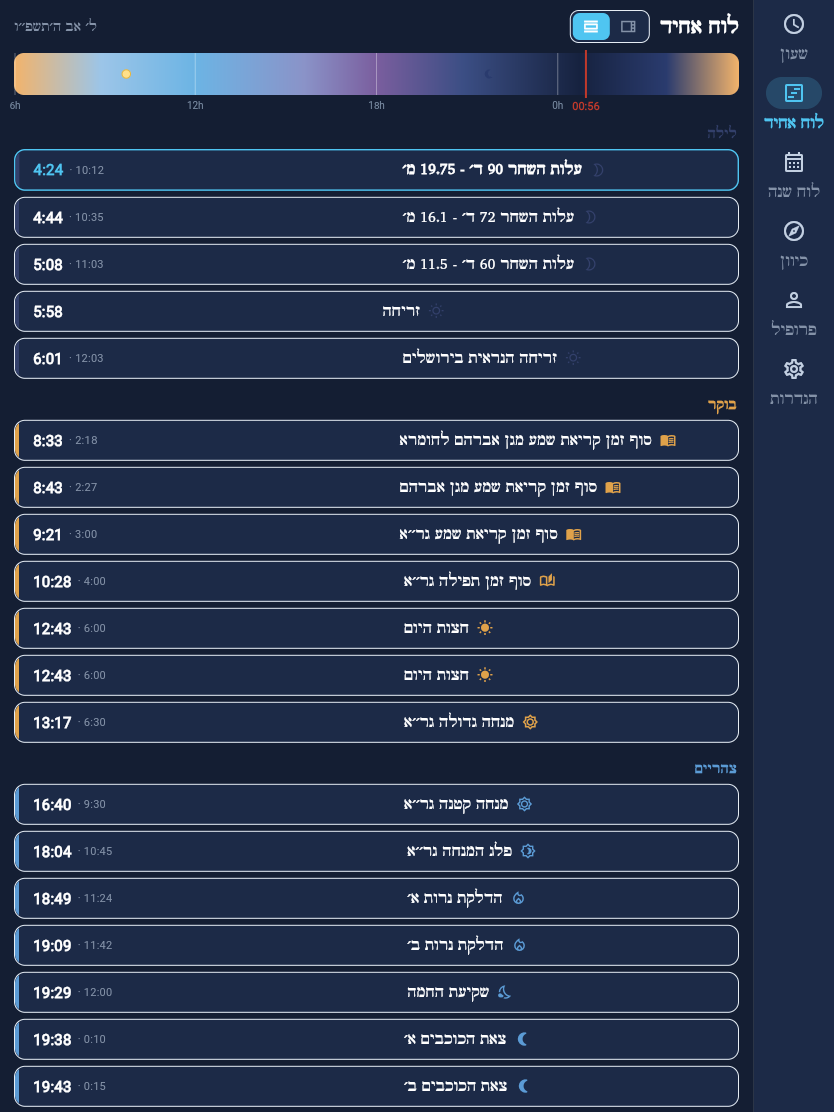 לוח אחיד
ל׳ אב ה׳תשפ״ו
6h 12h 18h 0h 00:56
לילה
עלות השחר 90 ד׳ - 19.75 מ׳ 4:24 · 10:12
עלות השחר 72 ד׳ - 16.1 מ׳ 4:44 · 10:35
עלות השחר 60 ד׳ - 11.5 מ׳ 5:08 · 11:03
זריחה 5:58
זריחה הנראית בירושלים 6:01 · 12:03
בוקר
סוף זמן קריאת שמע מגן אברהם לחומרא 8:33 · 2:18
סוף זמן קריאת שמע מגן אברהם 8:43 · 2:27
סוף זמן קריאת שמע גר״א 9:21 · 3:00
סוף זמן תפילה גר״א 10:28 · 4:00
חצות היום 12:43 · 6:00
חצות היום 12:43 · 6:00
מנחה גדולה גר״א 13:17 · 6:30
צהריים
מנחה קטנה גר״א 16:40 · 9:30
פלג המנחה גר״א 18:04 · 10:45
הדלקת נרות א׳ 18:49 · 11:24
הדלקת נרות ב׳ 19:09 · 11:42
שקיעת החמה 19:29 · 12:00
צאת הכוכבים א׳ 19:38 · 0:10
צאת הכוכבים ב׳ 19:43 · 0:15
שעון
לוח אחיד
לוח שנה
כיוון
פרופיל
הגדרות